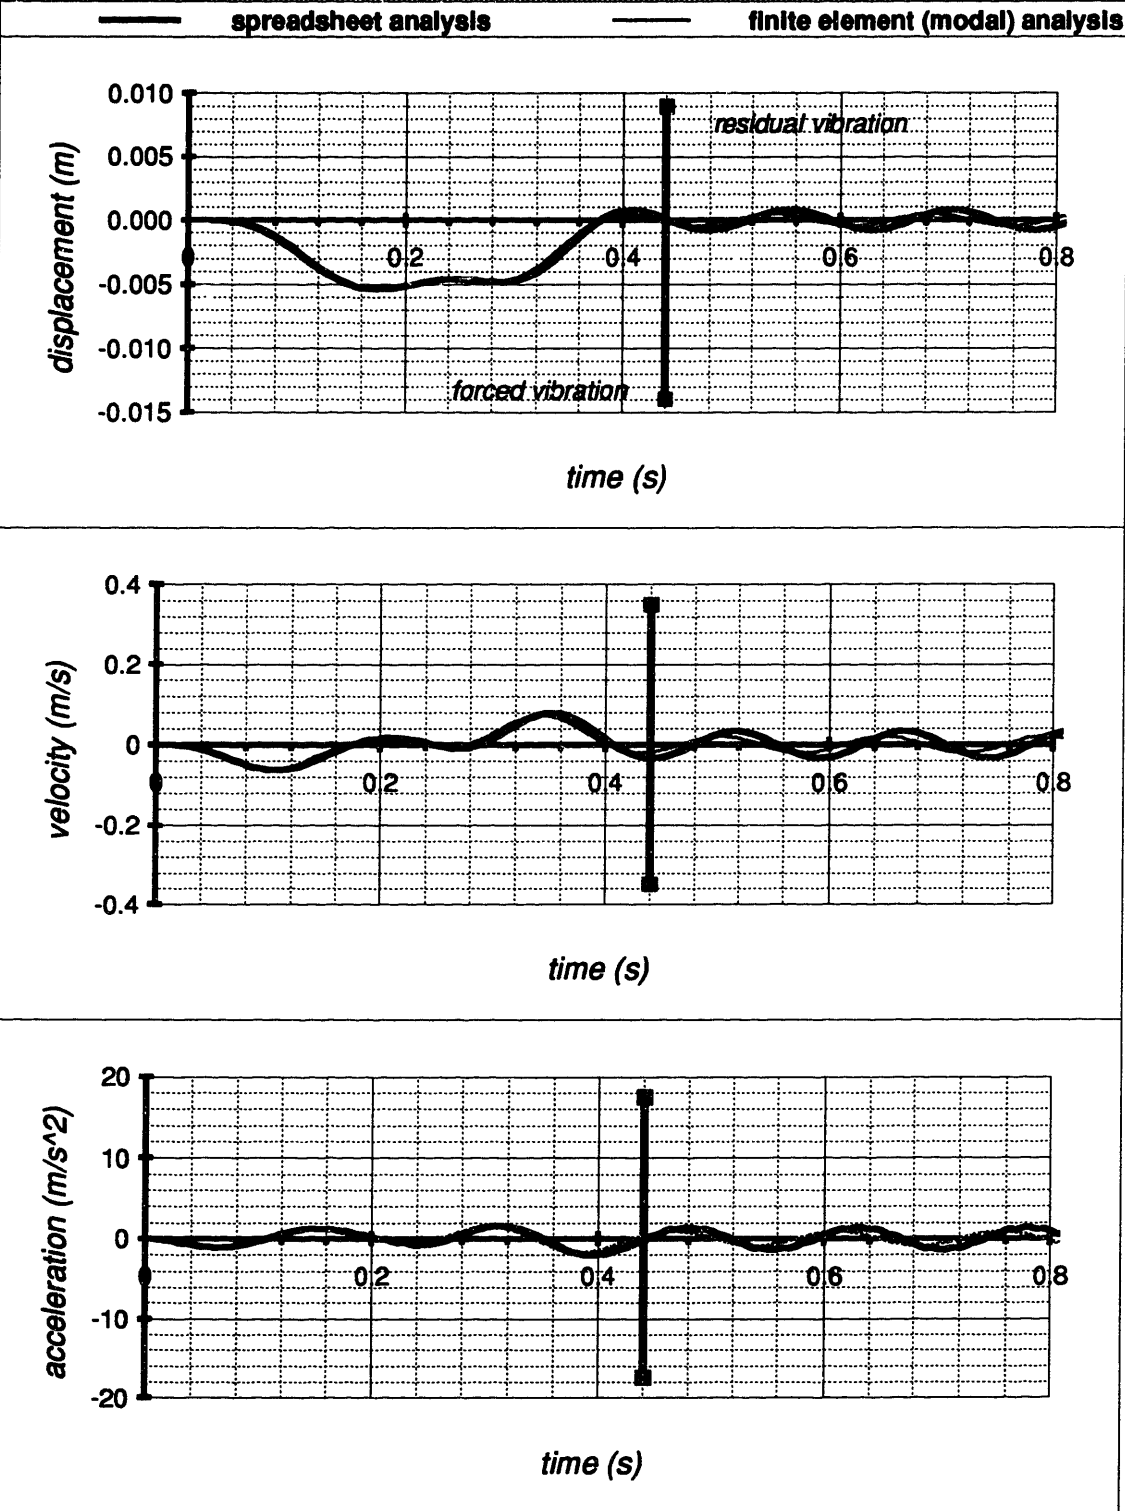 spreadsheet analysis finite element (modal) analysis
0.010
residual vibration
0.005
displacement (m)
0.000
0 0.2 0.4 0.6 0.8
-0.005
-0.010
forced vibration
-0.015
time (s)
0.4
0.2
velocity (m/s)
0
0 0.2 0.4 0.6 0.8
-0.2
-0.4
time (s)
20
10
acceleration (m/s^2)
0
0 0.2 0.4 0.6 0.8
-10
-20
time (s)